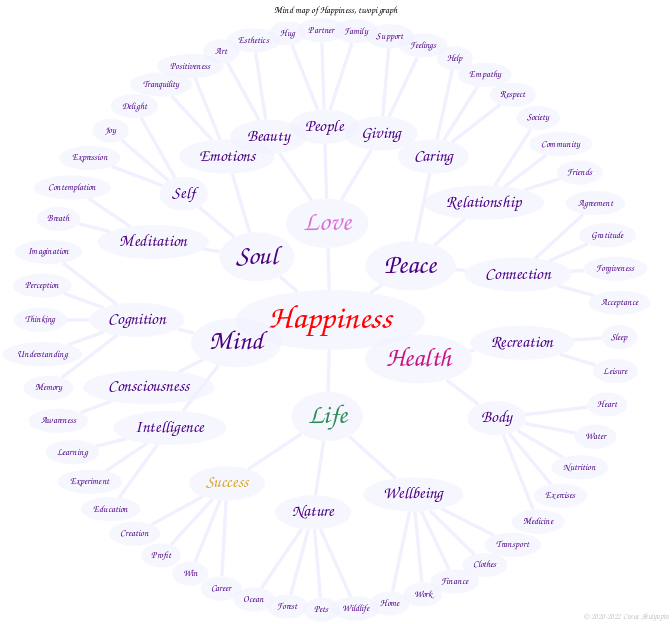 Mind map of Happiness, twopi graph
Happiness
Love
Beauty
Art
Esthetics
People
Hug
Partner
Family
Giving
Support
Feelings
Peace
Caring
Help
Empathy
Respect
Relationship
Society
Community
Friends
Connection
Agreement
Gratitude
Forgiveness
Acceptance
Health
Recreation
Sleep
Leisure
Body
Heart
Water
Nutrition
Exercises
Medicine
Life
Wellbeing
Transport
Clothes
Finance
Work
Home
Nature
Wildlife
Pets
Forest
Ocean
Success
Career
Win
Profit
Creation
Mind
Intelligence
Education
Experiment
Learning
Consciousness
Awareness
Cognition
Memory
Understanding
Thinking
Perception
Imagination
Soul
Meditation
Breath
Contemplation
Self
Expression
Joy
Delight
Emotions
Tranquility
Positiveness